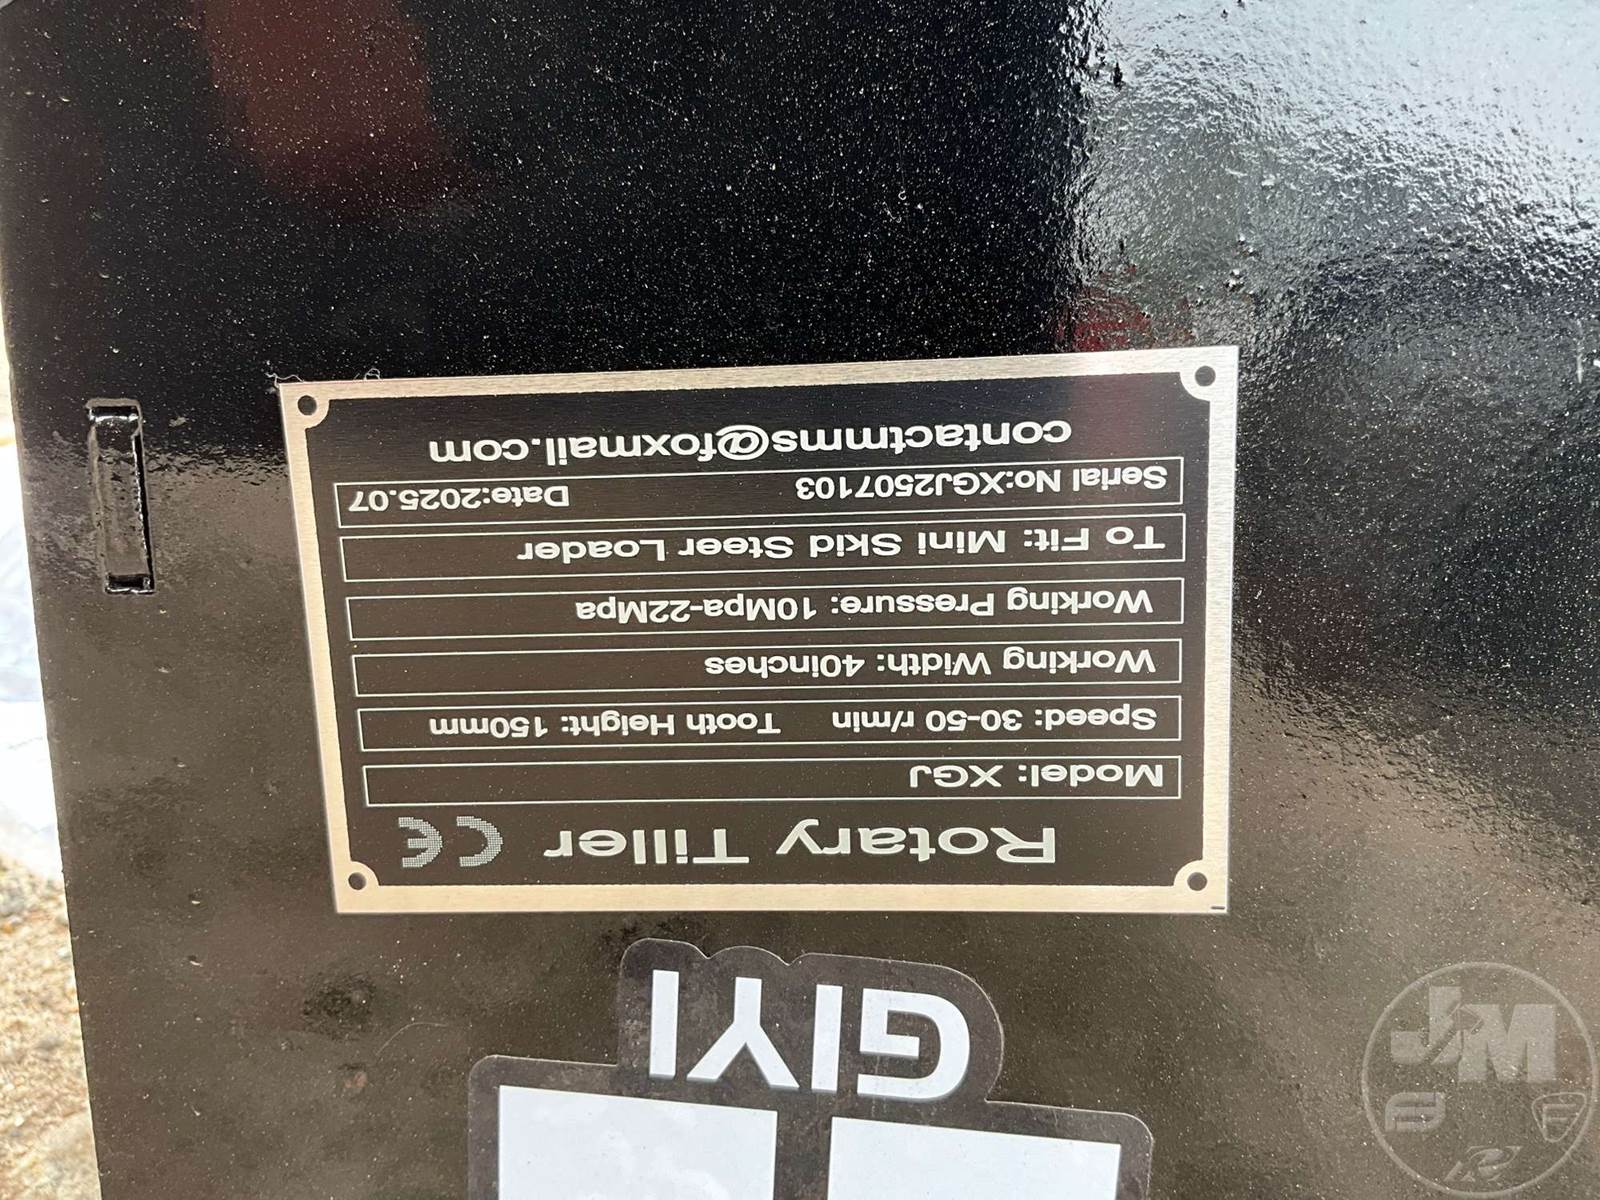 GIYI
Rotary Tiller CE
Model: XGJ
Speed: 30-50 r/min Tooth Height: 150mm
Working Width: 40inches
Working Pressure: 10Mpa-22Mpa
To Fit: Mini Skid Steer Loader
Serial No:XGJ2507103 Date:2025.07
contactmms@foxmail.com
JM